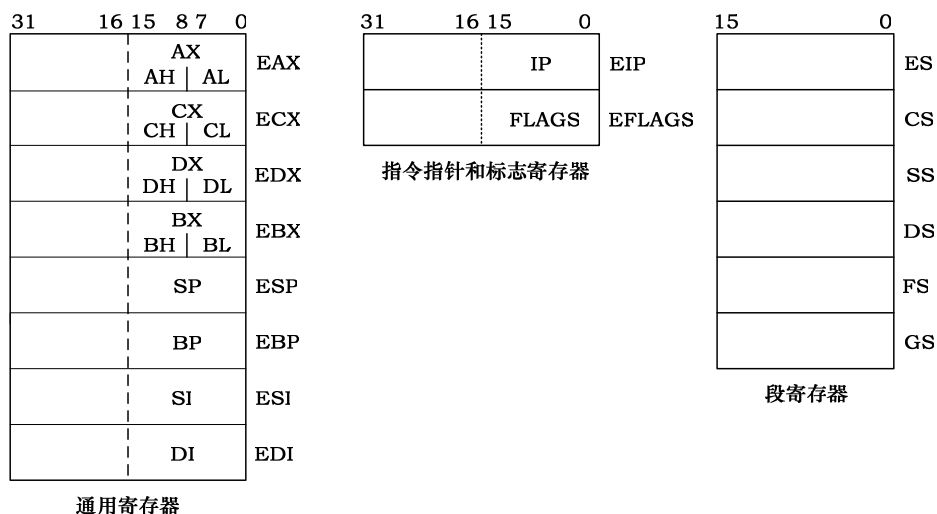 31 16 15 8 7 0
AX
AH AL EAX
CX
CH CL ECX
DX
DH DL EDX
BX
BH BL EBX
SP ESP
BP EBP
SI ESI
DI EDI
通用寄存器
31 16 15 0
IP EIP
FLAGS EFLAGS
指令指针和标志寄存器
15 0
ES
CS
SS
DS
FS
GS
段寄存器